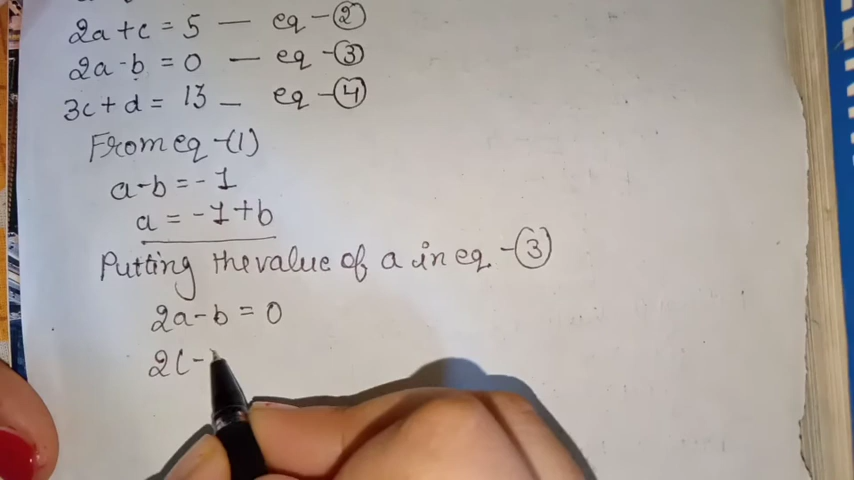 2a+c = 5 — eq-②
2a-b = 0 — eq-③
3c+d = 13 — eq-④
From eq-(1)
a-b = -1
a = -1+b
Putting the value of a in eq-③
2a-b = 0
2(-